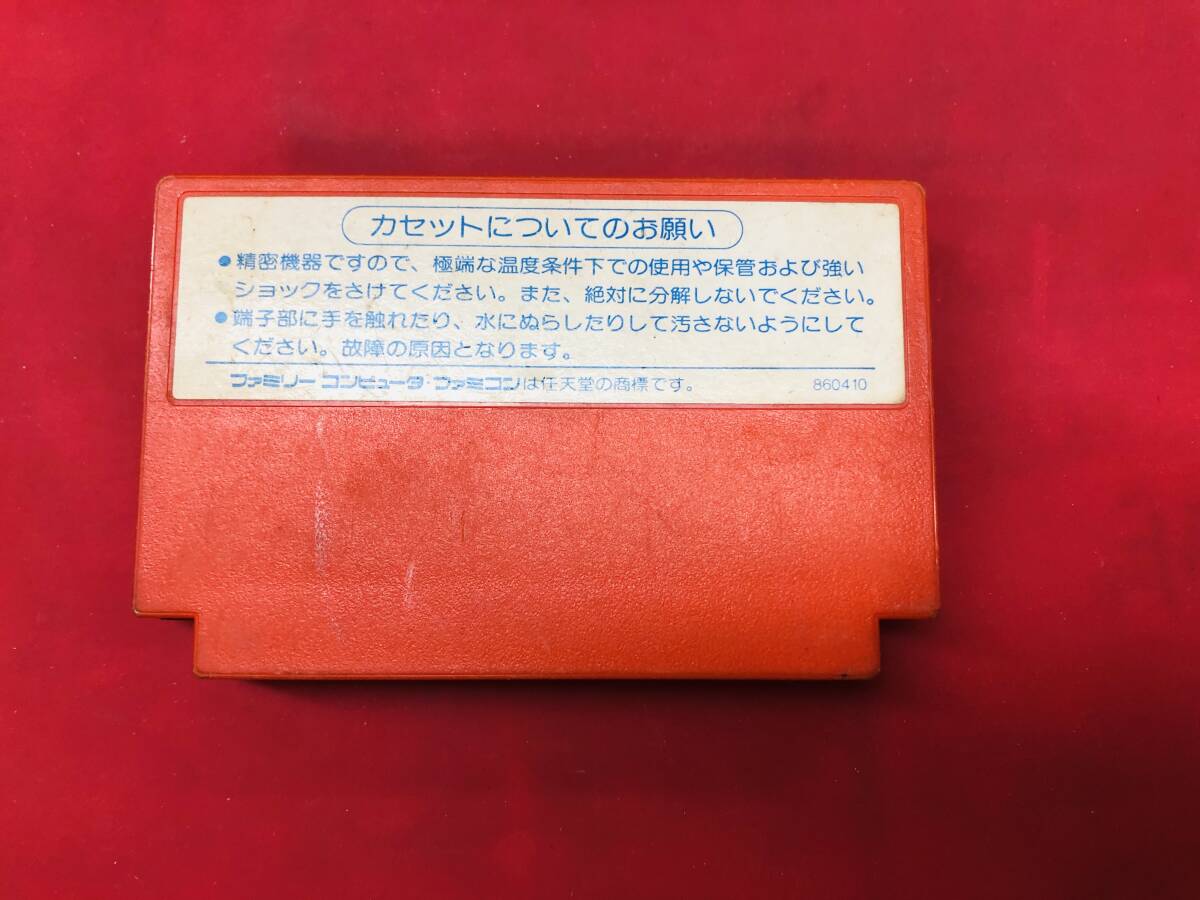 カセットについてのお願い
●精密機器ですので、極端な温度条件下での使用や保管および強い
ショックをさけてください。また、絶対に分解しないでください。
●端子部に手を触れたり、水にぬらしたりして汚さないようにして
ください。故障の原因となります。
ファミリーコンピュータ・ファミコンは任天堂の商標です。 860410